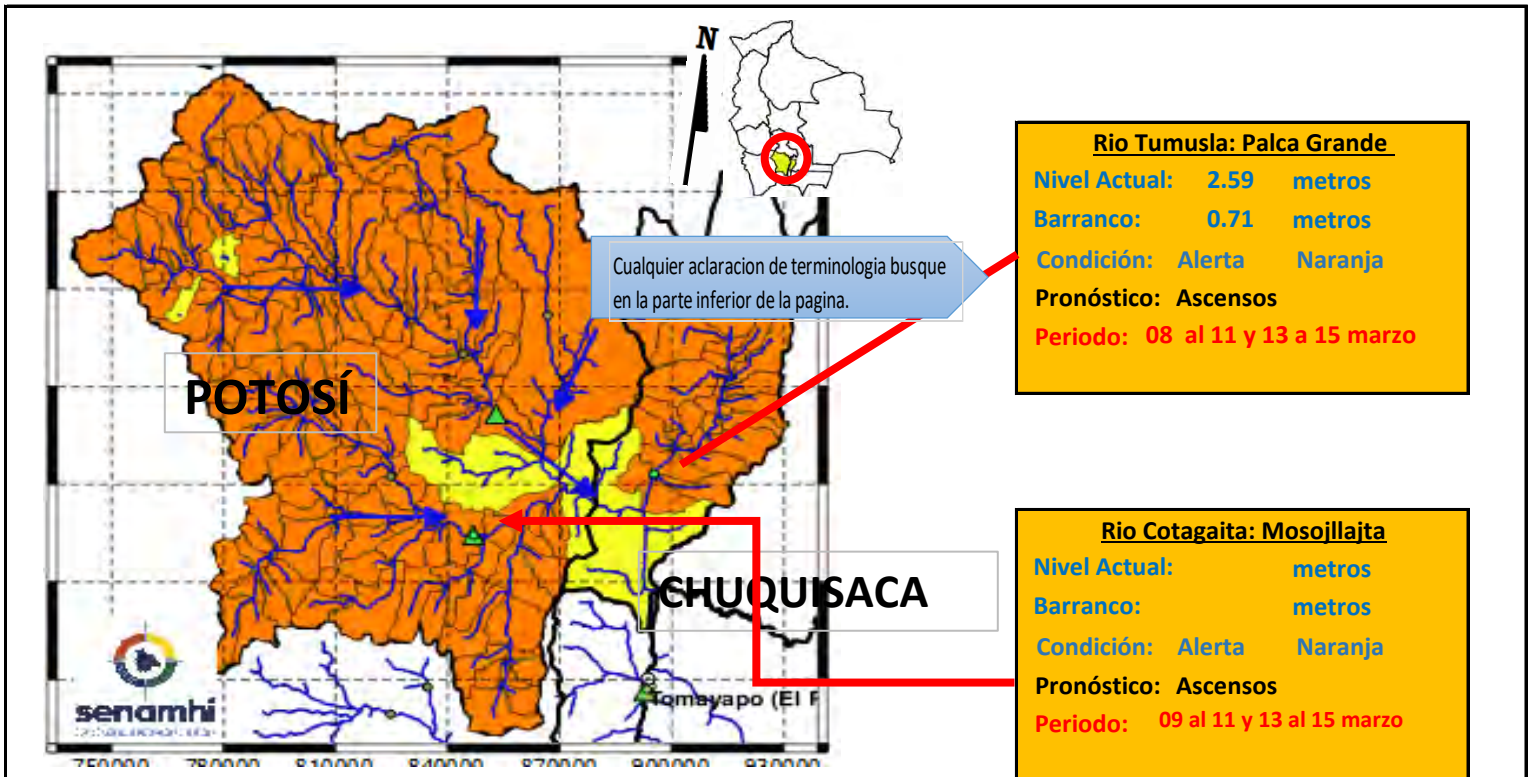 N
Cualquier aclaracion de terminologia busque
en la parte inferior de la pagina.
POTOSÍ
CHUQUISACA
Tomayapo (El P
senamhi
750000 780000 810000 840000 870000 900000 930000
Rio Tumusla: Palca Grande
Nivel Actual: 2.59 metros
Barranco: 0.71 metros
Condición: Alerta Naranja
Pronóstico: Ascensos
Periodo: 08 al 11 y 13 a 15 marzo
Rio Cotagaita: Mosojllajta
Nivel Actual: metros
Barranco: metros
Condición: Alerta Naranja
Pronóstico: Ascensos
Periodo: 09 al 11 y 13 al 15 marzo